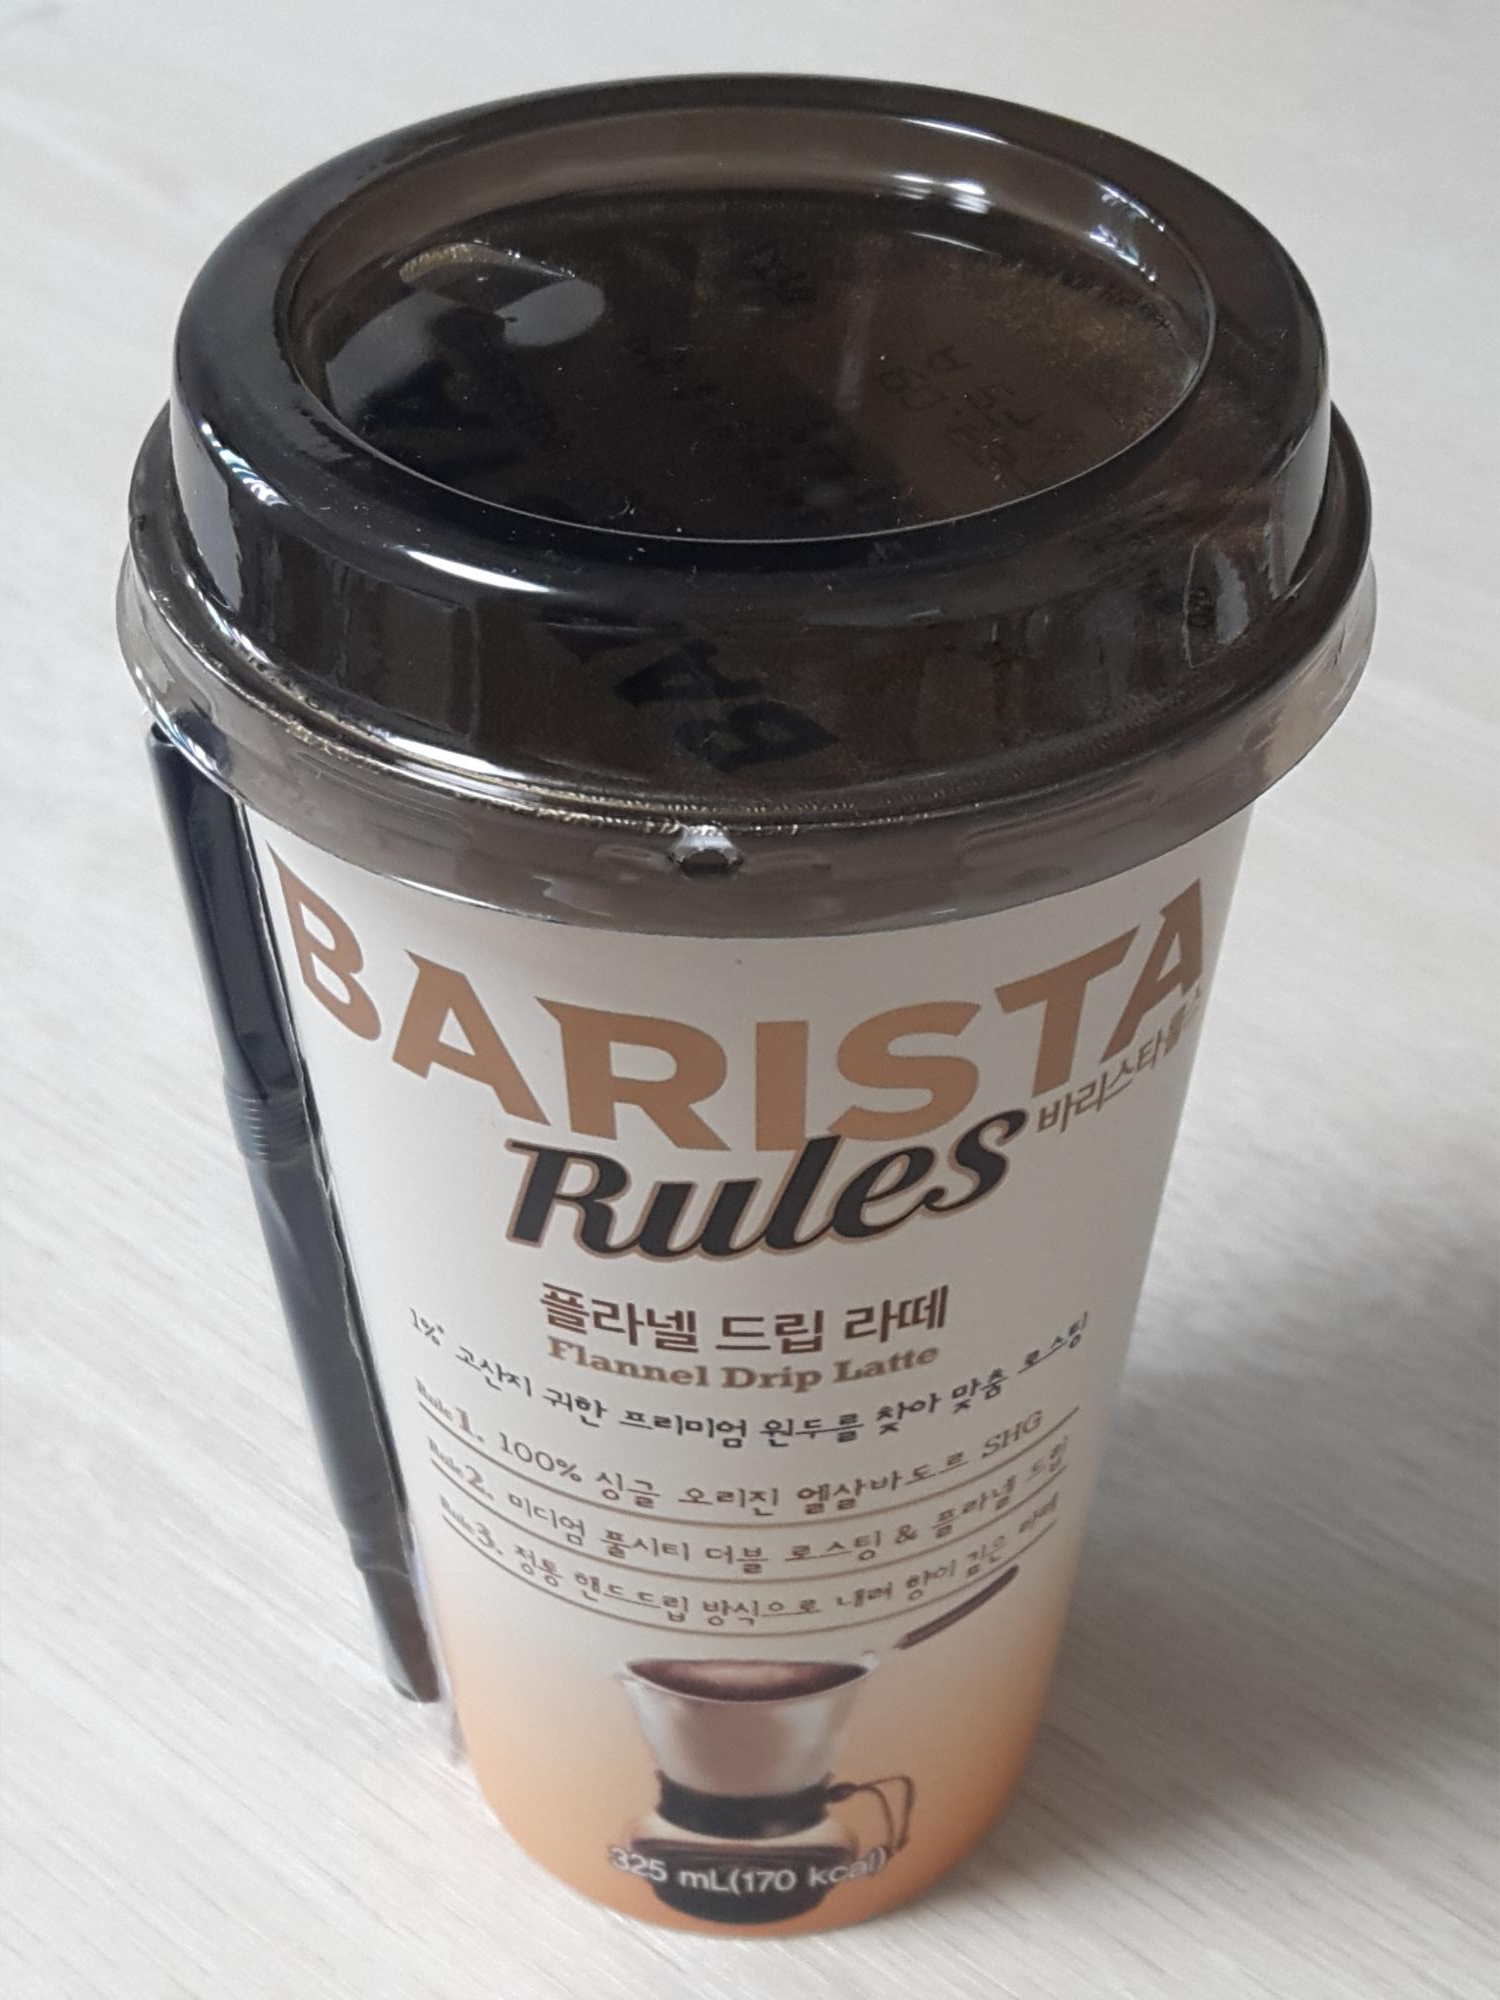 BARISTA
바리스타룰스
Rules
플라넬 드립 라떼
Flannel Drip Latte
1%* 고산지 귀한 프리미엄 원두를 찾아 맞춤 로스팅
Rule 1. 100% 싱글 오리진 엘살바도르 SHG
Rule 2. 미디엄 풀시티 더블 로스팅 & 플라넬 드립
Rule 3. 정통 핸드드립 방식으로 내려 향이 깊은 라떼
325 mL(170 kcal)